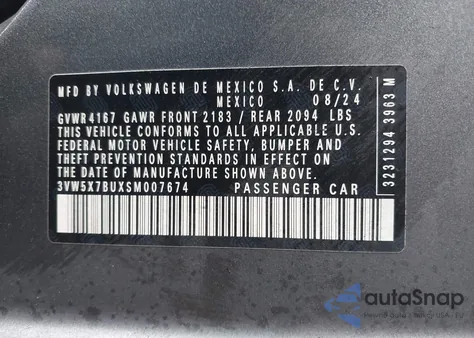 MFD BY VOLKSWAGEN DE MEXICO S.A. DE C.V.
MEXICO 08/24
GVWR 4167 GAWR FRONT 2183 / REAR 2094 LBS
THIS VEHICLE CONFORMS TO ALL APPLICABLE U.S.
FEDERAL MOTOR VEHICLE SAFETY, BUMPER AND
THEFT PREVENTION STANDARDS IN EFFECT ON
THE DATE OF MANUFACTURE SHOWN ABOVE.
3VW5X7BUXSM007674 PASSENGER CAR
3231294 3963 M
autoSnap